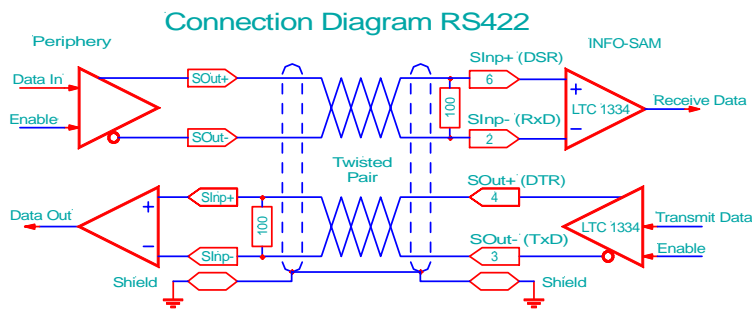 Connection Diagram RS422
Periphery
SInp+ (DSR)
INFO-SAM
Data In
SOut+
6
+
LTC 1334
Receive Data
100
Enable
SInp- (RxD)
SOut-
2
−
Twisted
Pair
SOut+ (DTR)
SInp+
4
+
Data Out
100
LTC 1334
Transmit Data
SOut- (TxD)
−
SInp-
3
Enable
Shield
Shield